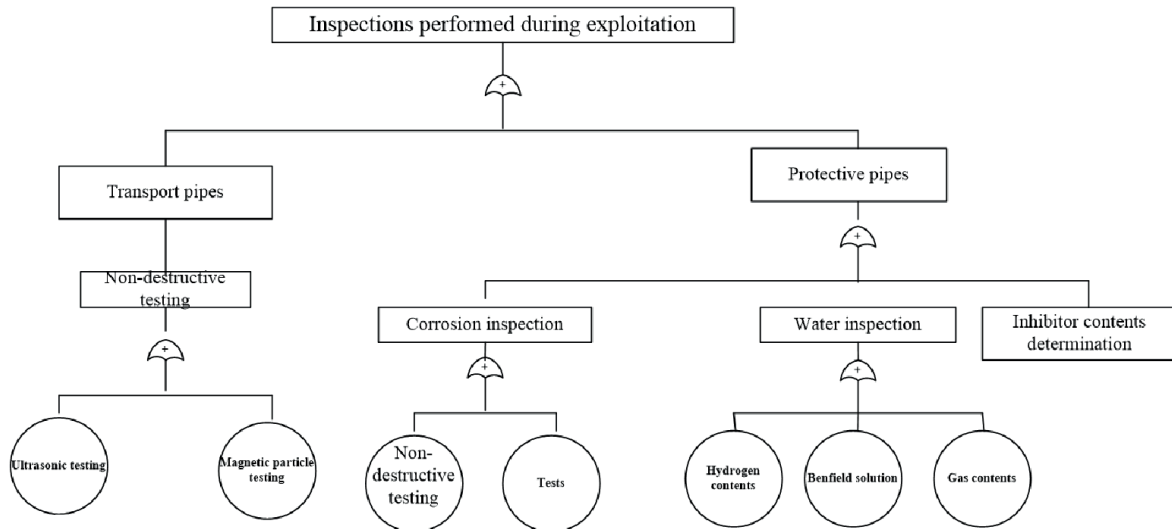 Inspections performed during exploitation
+
Transport pipes
Protective pipes
+
Non-destructive
testing
Corrosion inspection
Water inspection
Inhibitor contents
determination
+
+
+
Ultrasonic testing
Magnetic particle
testing
Non-
destructive
testing
Tests
Hydrogen
contents
Benfield solution
Gas contents